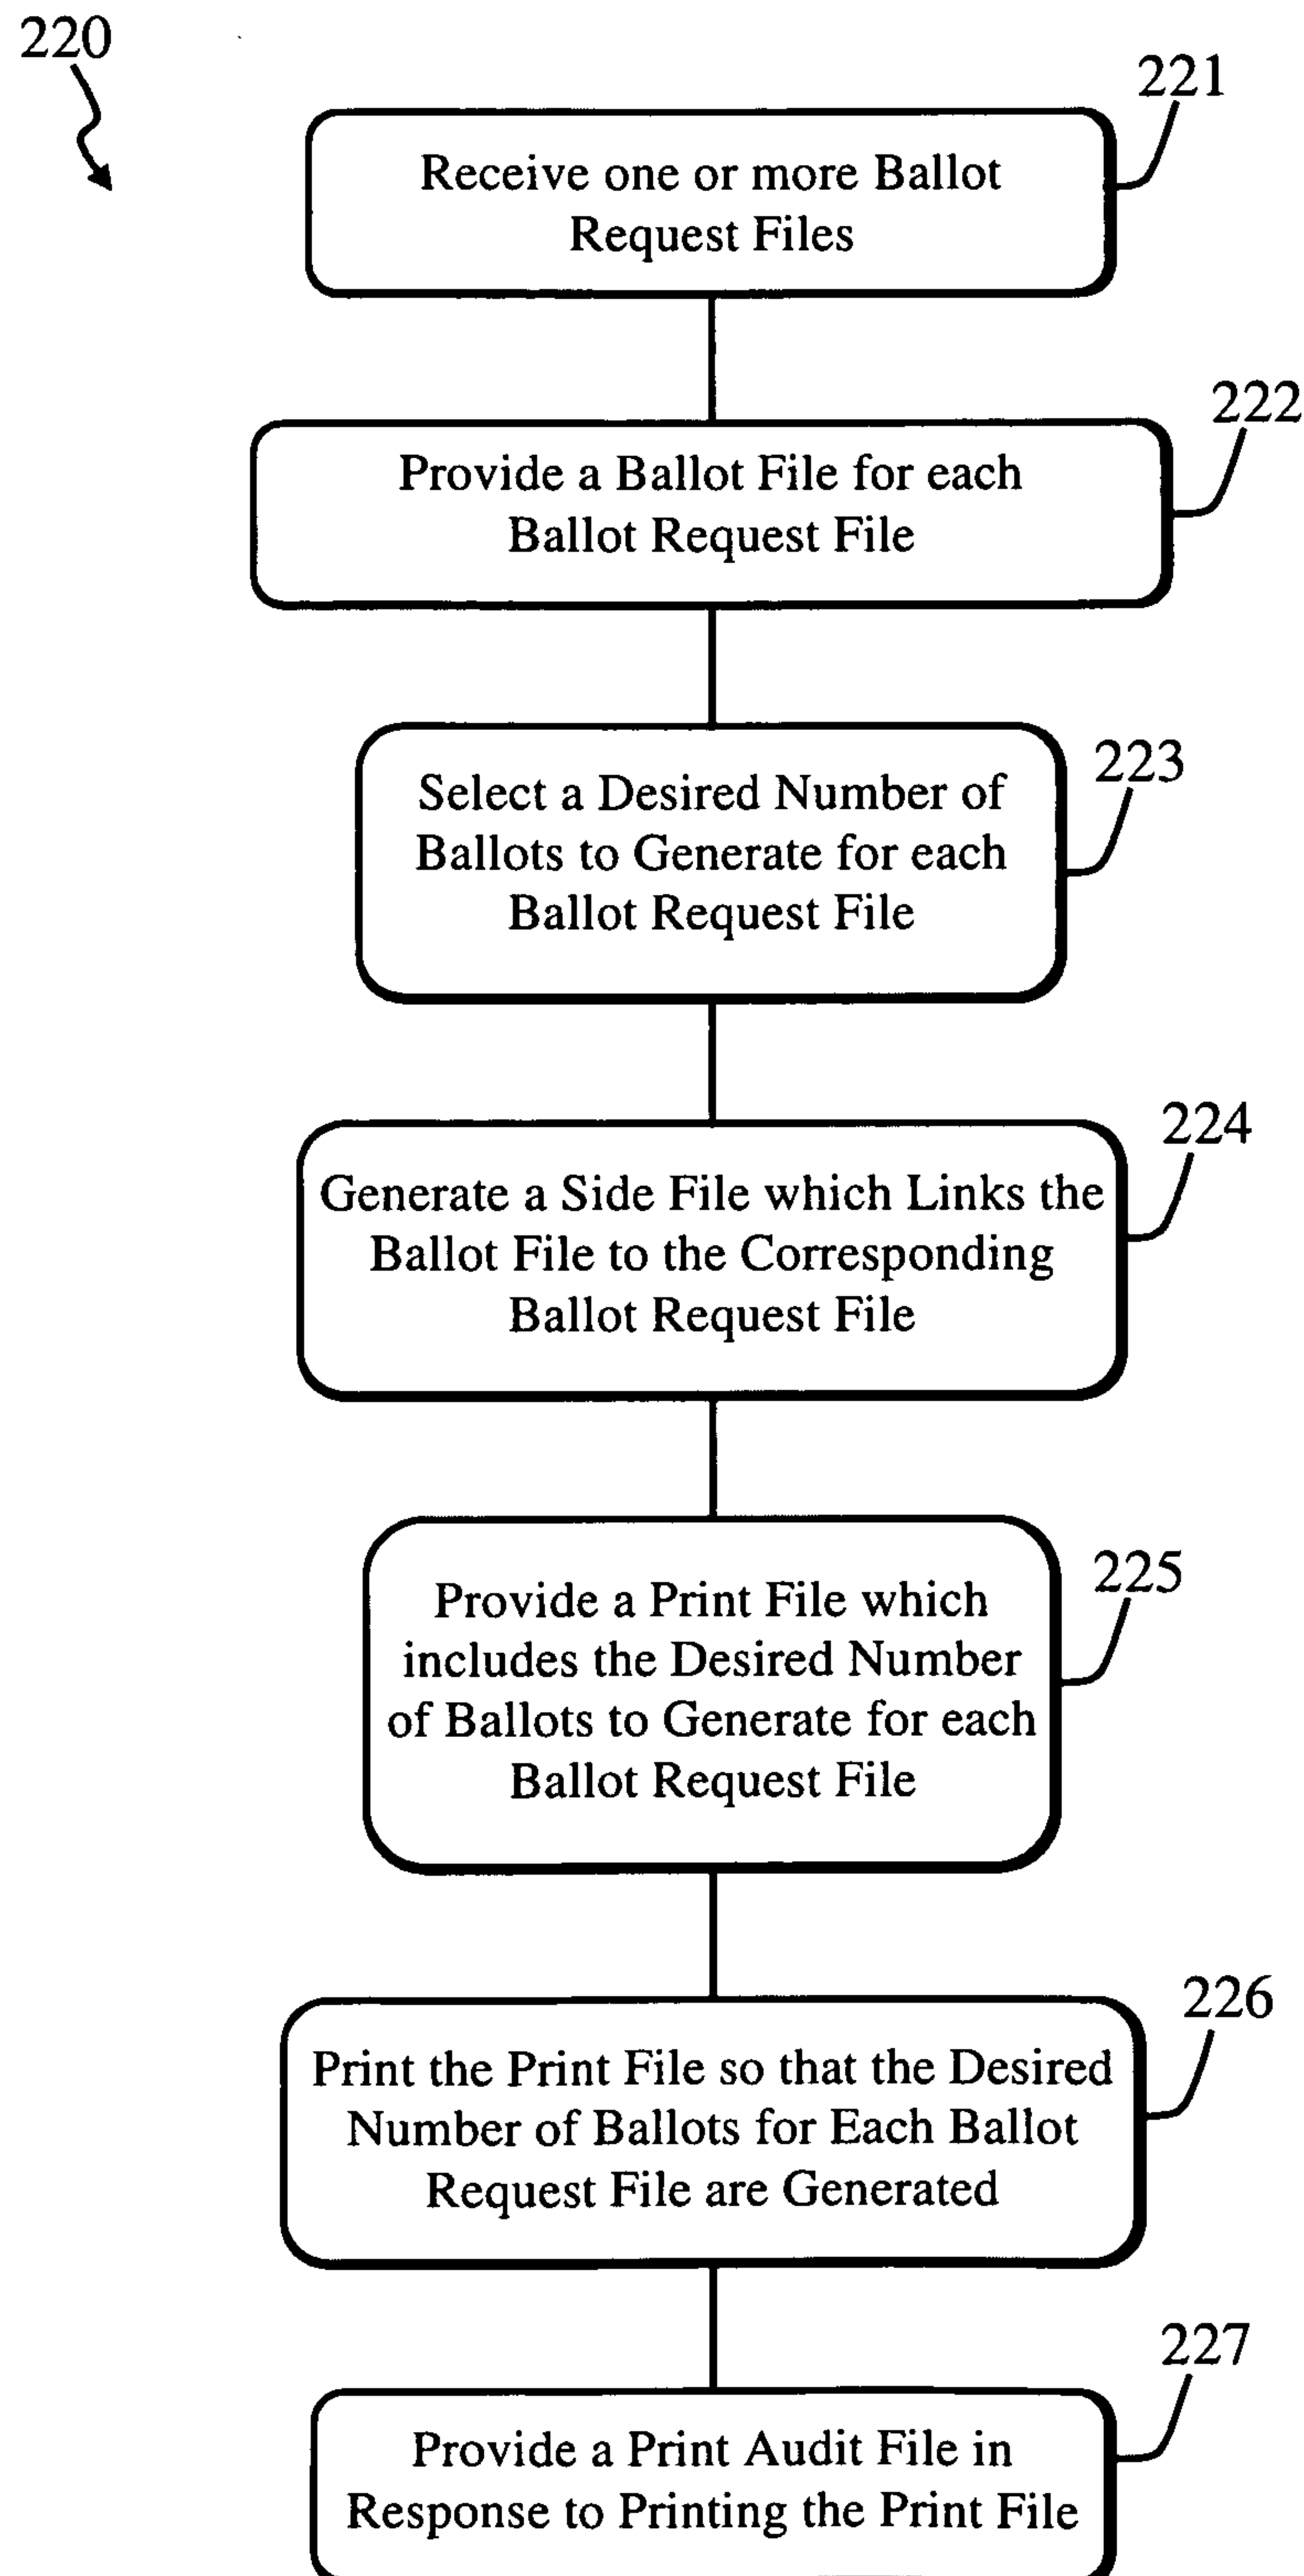 220
221
Receive one or more Ballot
Request Files
222
Provide a Ballot File for each
Ballot Request File
223
Select a Desired Number of
Ballots to Generate for each
Ballot Request File
224
Generate a Side File which Links the
Ballot File to the Corresponding
Ballot Request File
225
Provide a Print File which
includes the Desired Number
of Ballots to Generate for each
Ballot Request File
226
Print the Print File so that the Desired
Number of Ballots for Each Ballot
Request File are Generated
227
Provide a Print Audit File in
Response to Printing the Print File